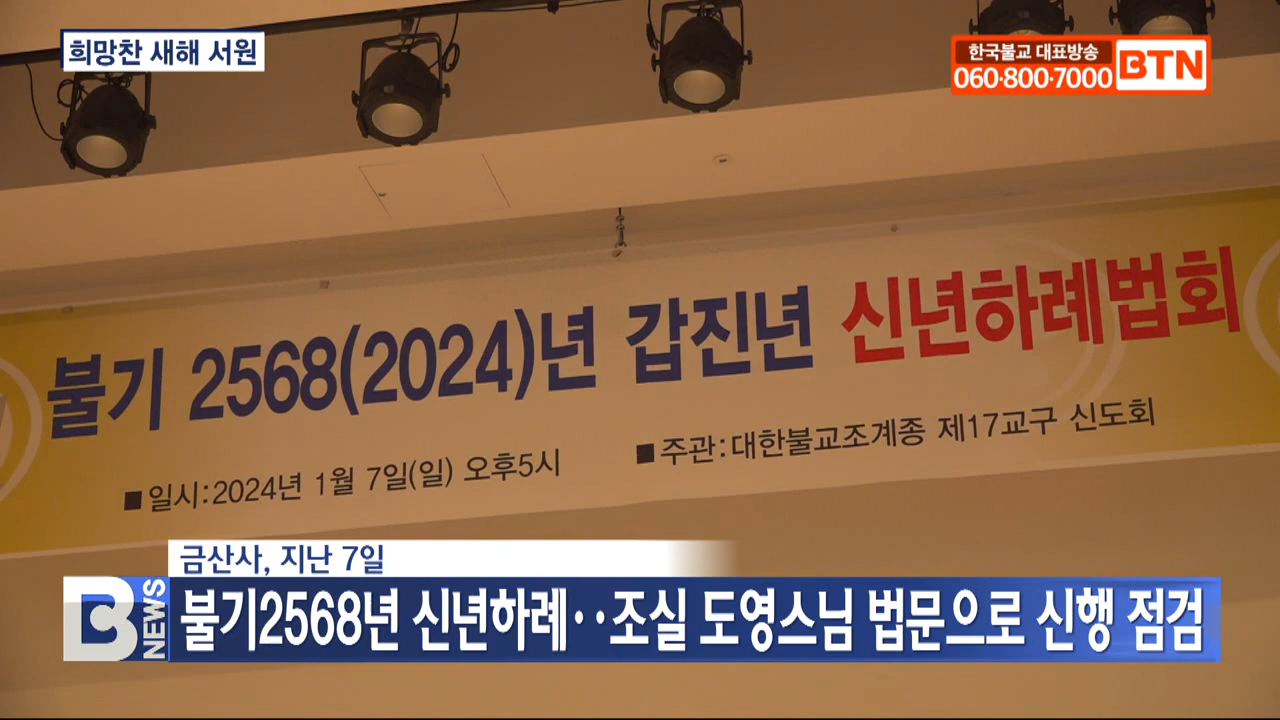 희망찬 새해 서원
한국불교 대표방송
060·800·7000
BTN
불기 2568(2024)년 갑진년 신년하례법회
■일시:2024년 1월 7일(일) 오후5시
■주관:대한불교조계종 제17교구 신도회
금산사, 지난 7일
B NEWS
불기2568년 신년하례‥조실 도영스님 법문으로 신행 점검